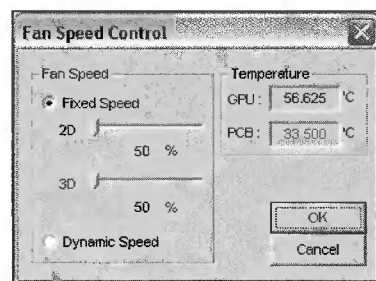 Fan Speed Control
Fan Speed
Fixed Speed
2D
50 %
3D
50 %
Dynamic Speed
Temperature
GPU : 56.625 °C
PCB : 33.500 °C
OK
Cancel